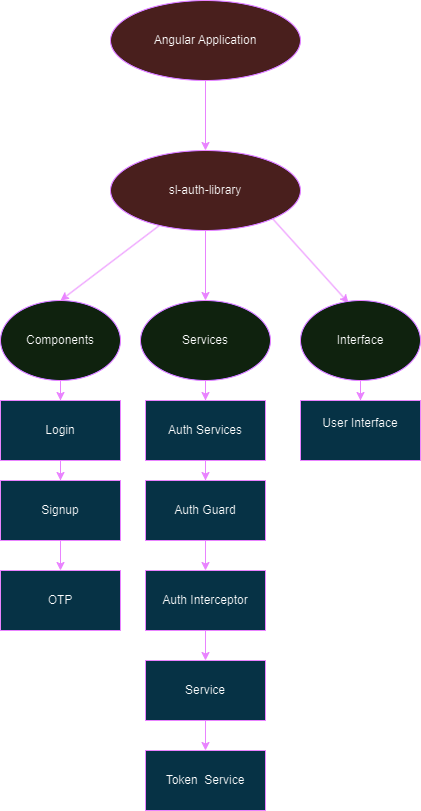 Angular Application
sl-auth-library
Components
Services
Interface
Login
Auth Services
User Interface
Signup
Auth Guard
OTP
Auth Interceptor
Service
Token Service